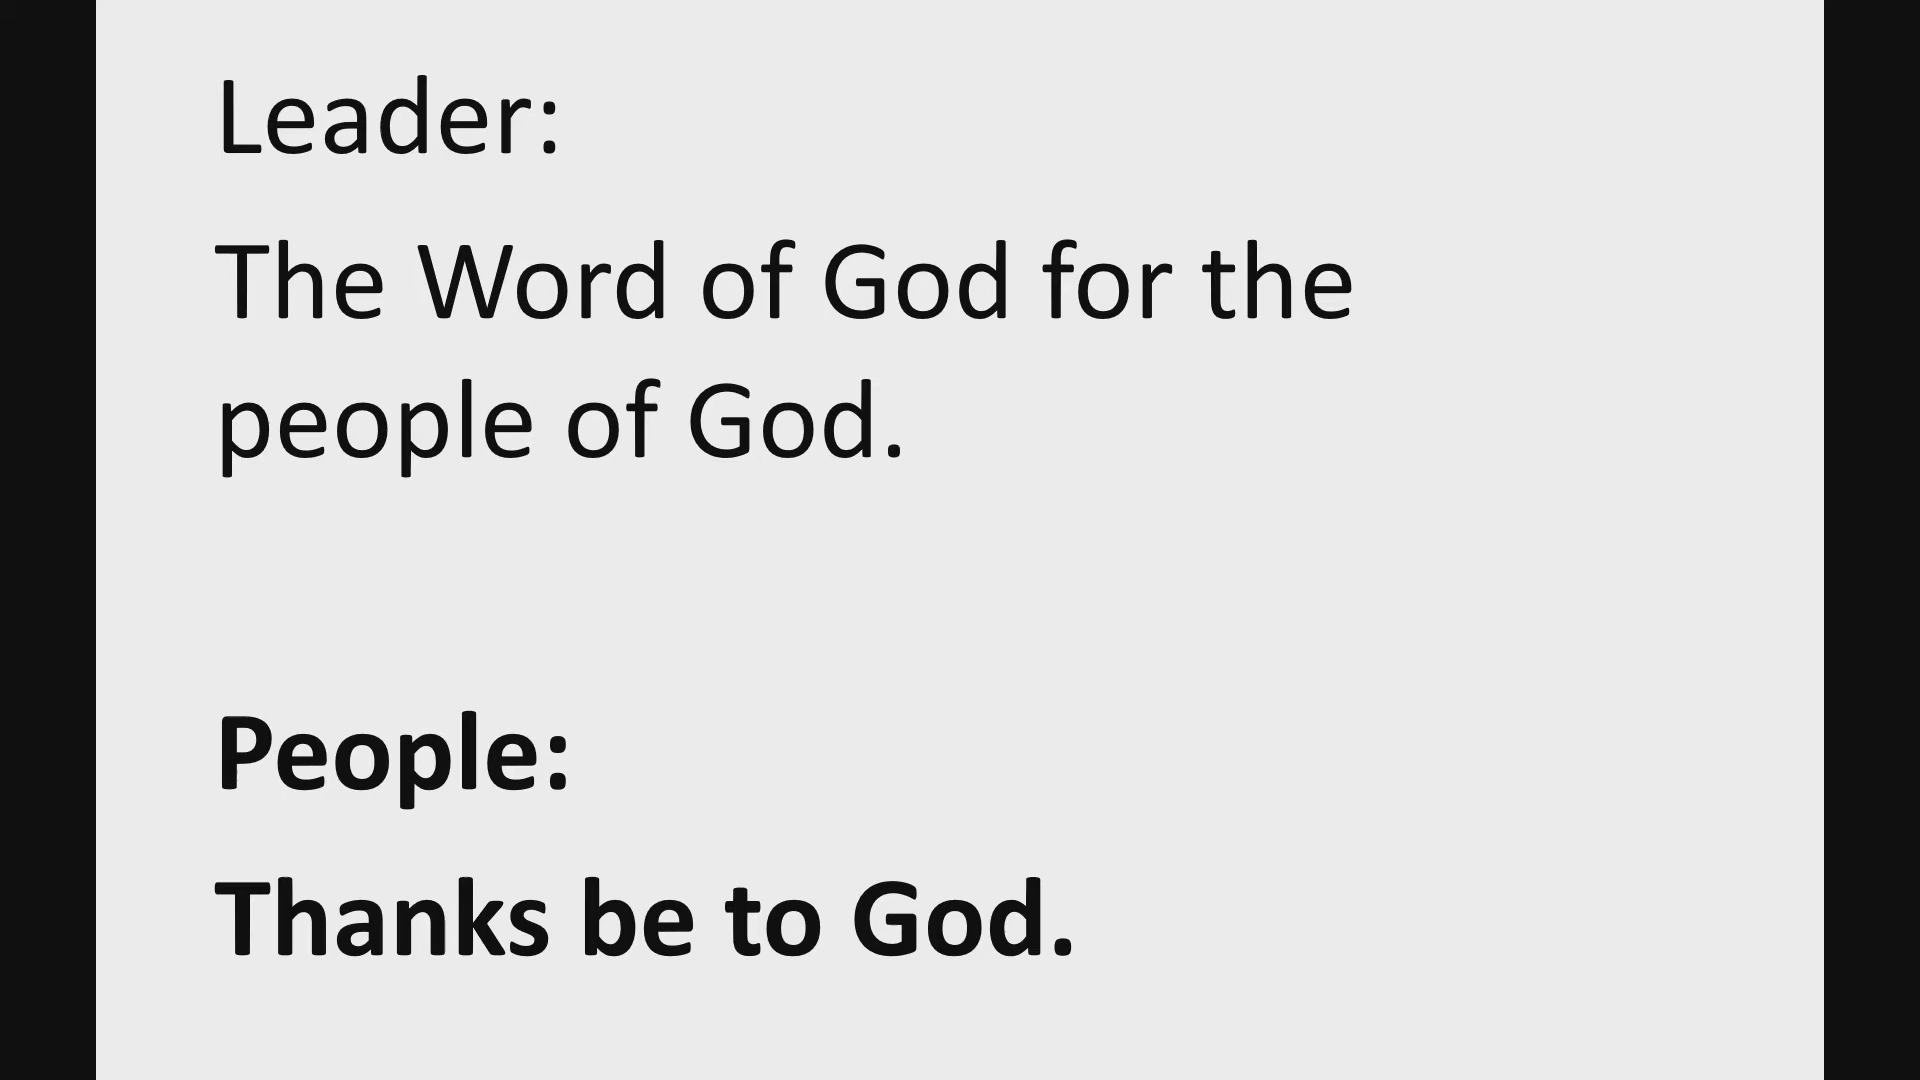 Leader:
The Word of God for the
people of God.
People:
Thanks be to God.